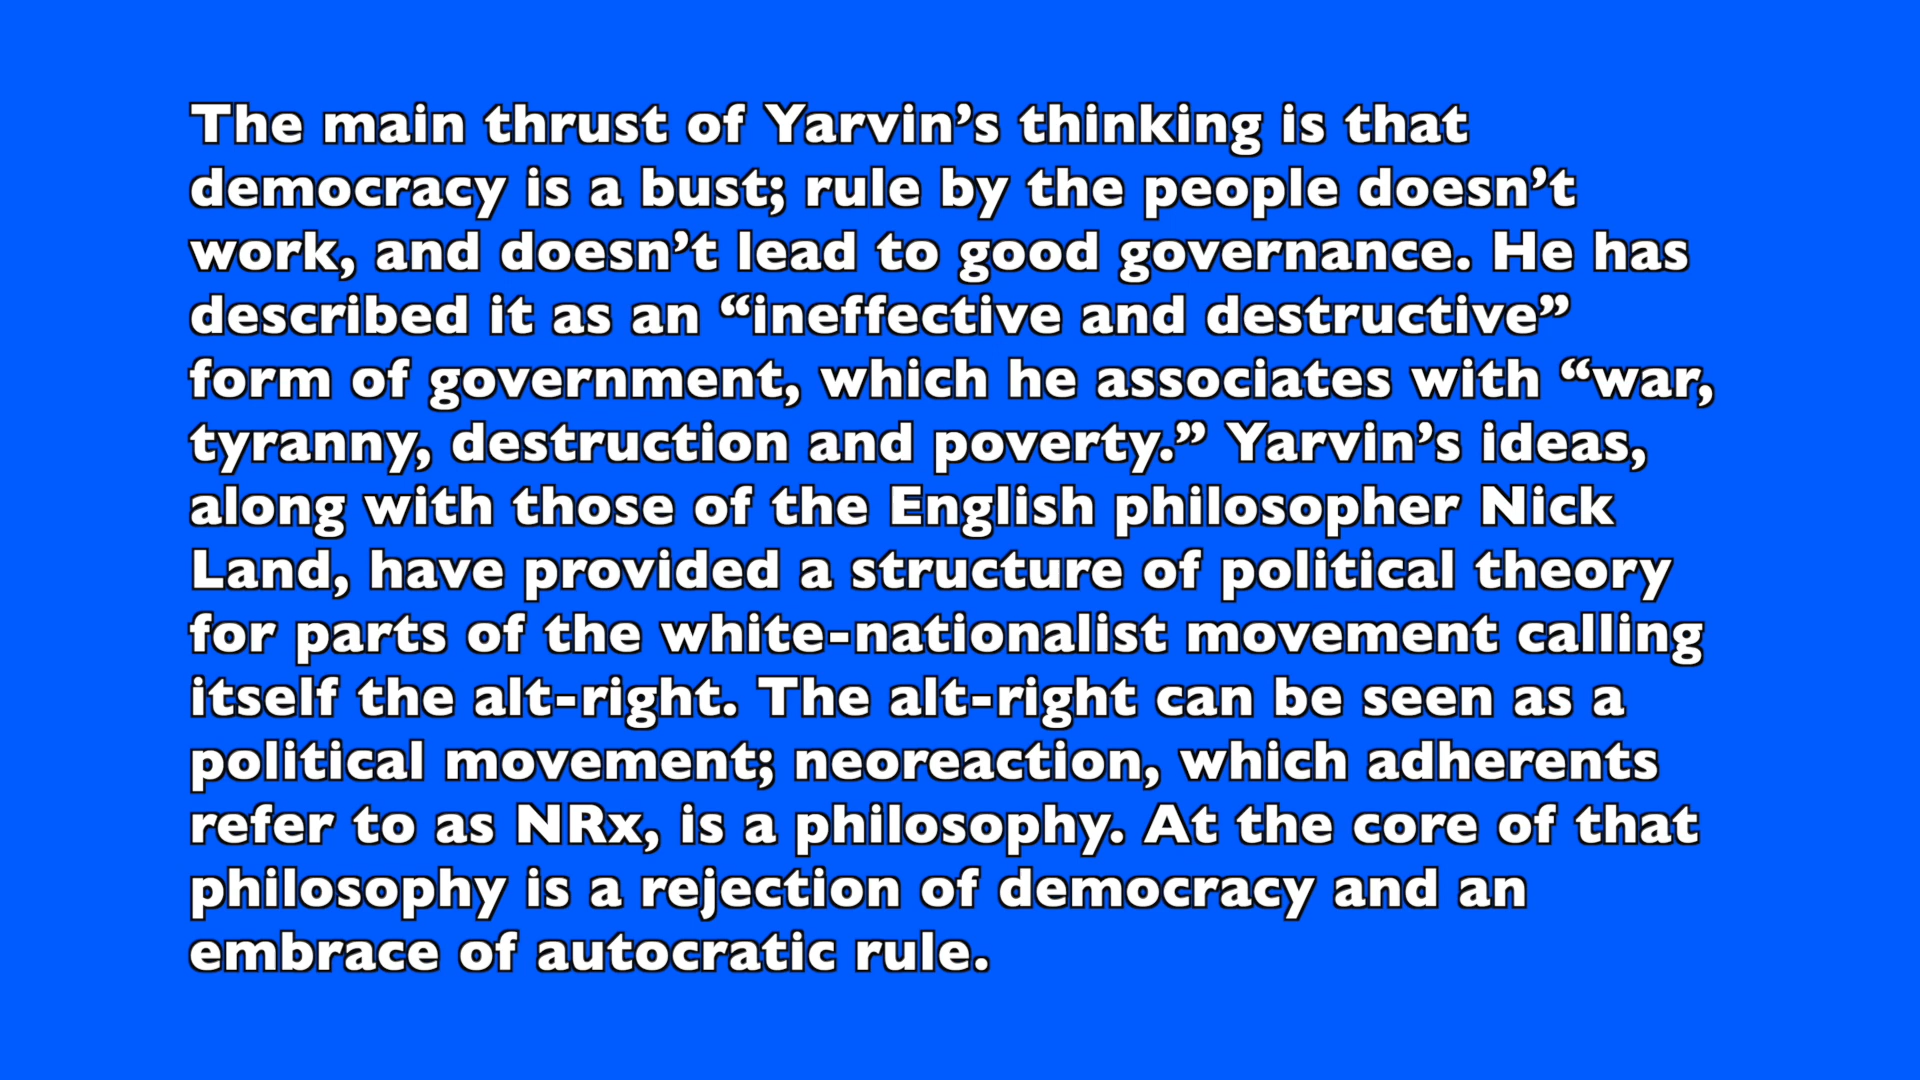 The main thrust of Yarvin’s thinking is that
democracy is a bust; rule by the people doesn’t
work, and doesn’t lead to good governance. He has
described it as an “ineffective and destructive”
form of government, which he associates with “war,
tyranny, destruction and poverty.” Yarvin’s ideas,
along with those of the English philosopher Nick
Land, have provided a structure of political theory
for parts of the white-nationalist movement calling
itself the alt-right. The alt-right can be seen as a
political movement; neoreaction, which adherents
refer to as NRx, is a philosophy. At the core of that
philosophy is a rejection of democracy and an
embrace of autocratic rule.